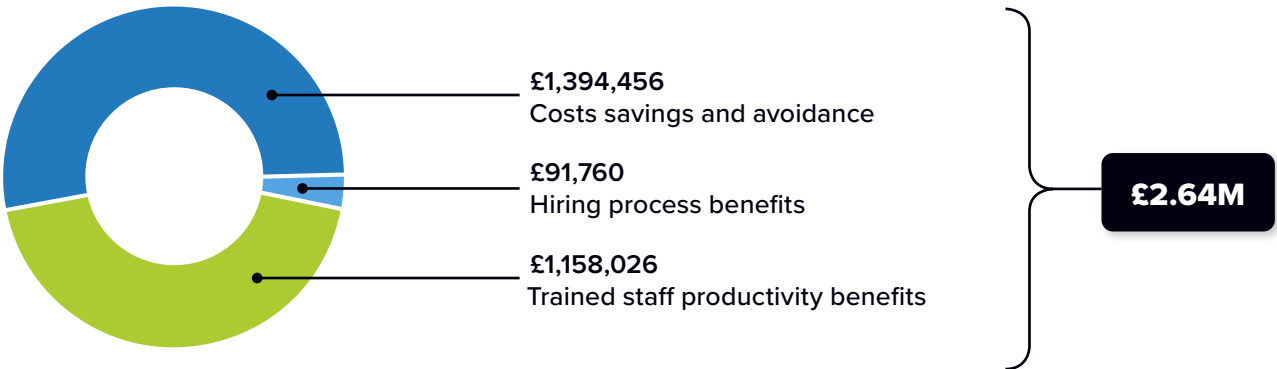 £1,394,456
Costs savings and avoidance
£91,760
Hiring process benefits
£1,158,026
Trained staff productivity benefits
£2.64M